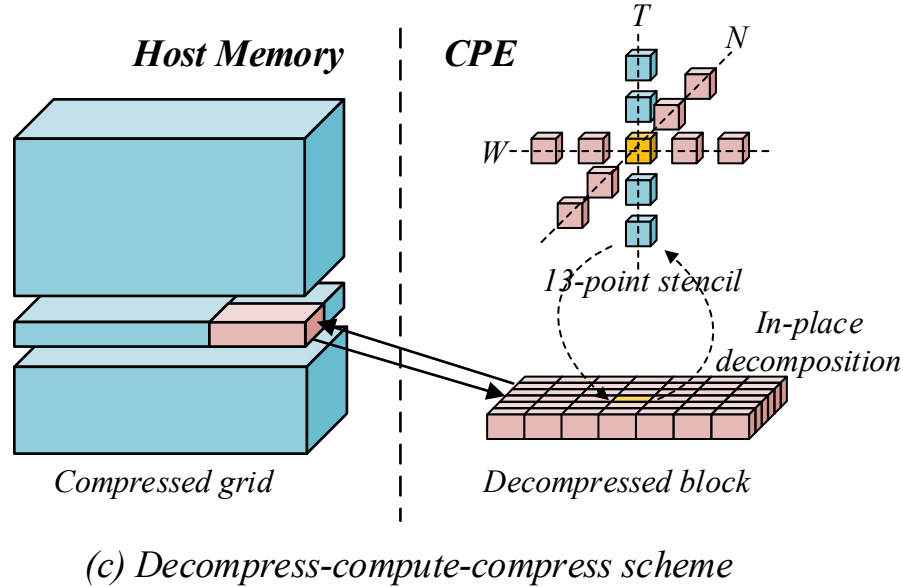 Host Memory
CPE
T
N
W
13-point stencil
In-place
decomposition
Compressed grid
Decompressed block
(c) Decompress-compute-compress scheme